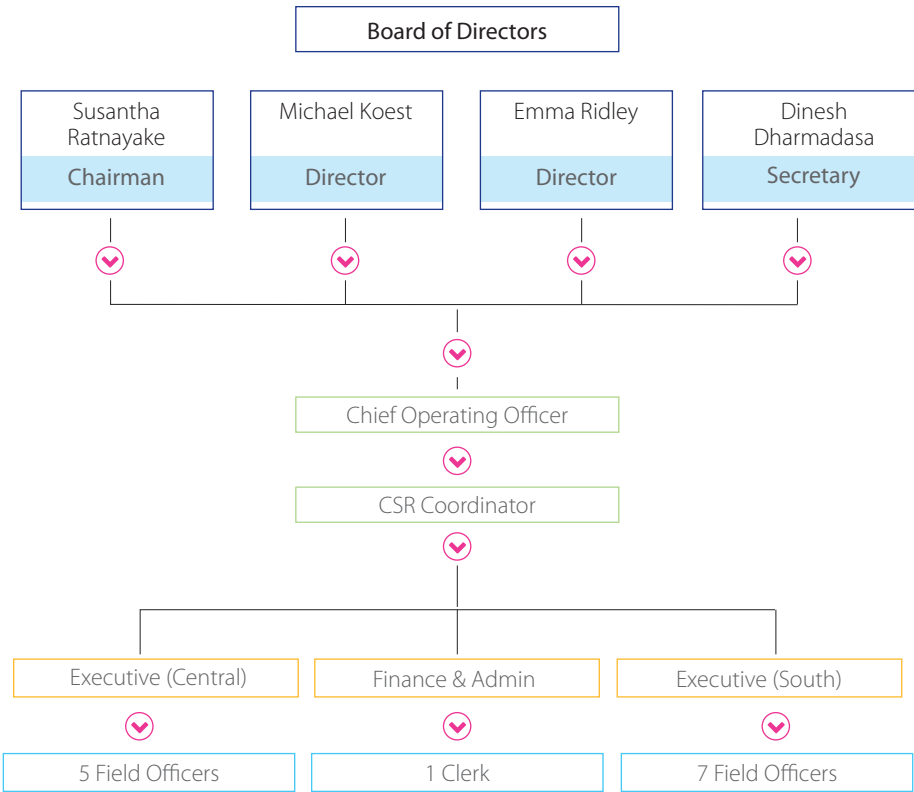 Board of Directors
Susantha
Ratnayake
Chairman
Michael Koest
Director
Emma Ridley
Director
Dinesh
Dharmadasa
Secretary
Chief Operating Officer
CSR Coordinator
Executive (Central)
Finance & Admin
Executive (South)
5 Field Officers
1 Clerk
7 Field Officers